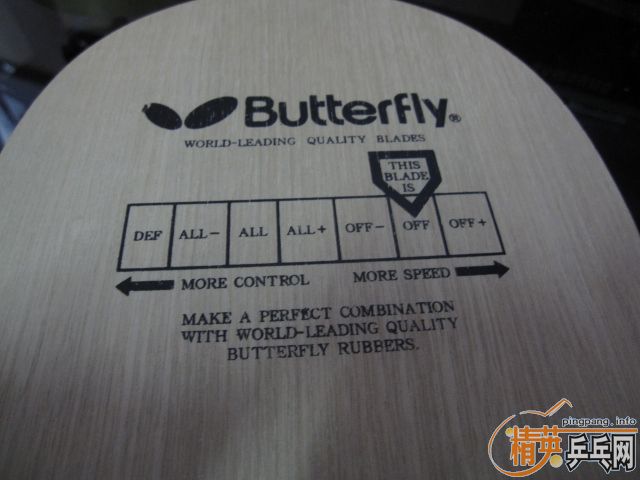 Butterfly®
WORLD-LEADING QUALITY BLADES
THIS
BLADE
IS
DEF ALL- ALL ALL+ OFF- OFF OFF+
MORE CONTROL MORE SPEED
MAKE A PERFECT COMBINATION
WITH WORLD-LEADING QUALITY
BUTTERFLY RUBBERS.
pingpang.info
精英乒乓网